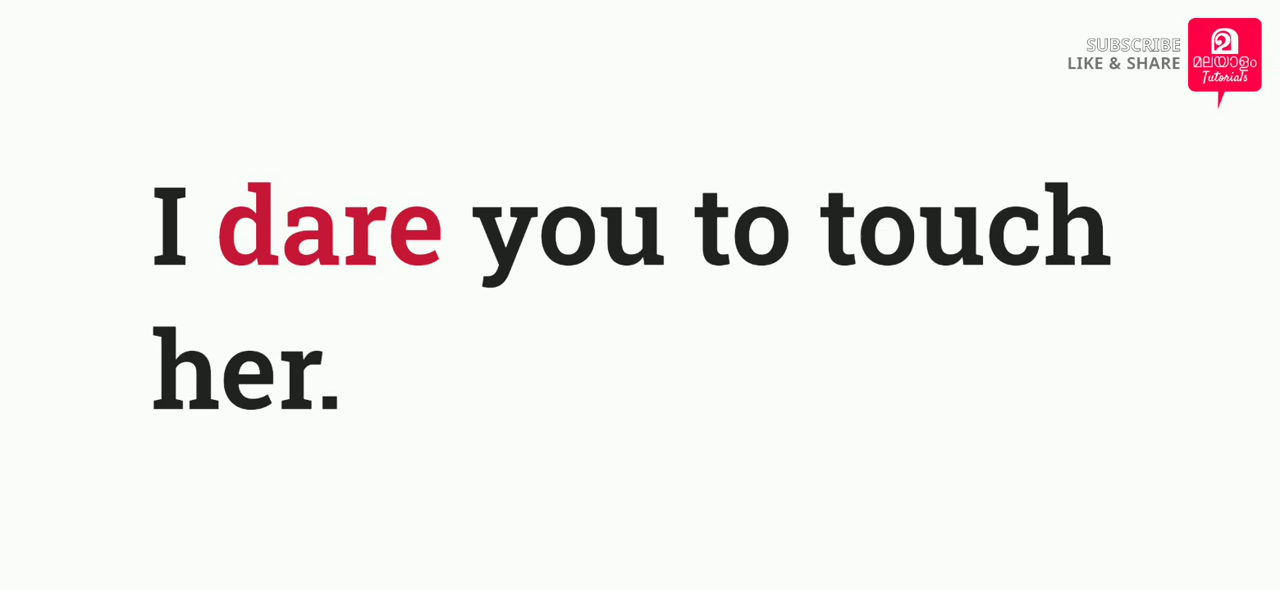 SUBSCRIBE
LIKE & SHARE
മ
മലയാളം
Tutorials
I dare you to touch
her.